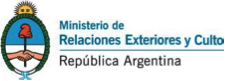 Ministerio de
Relaciones Exteriores y Culto
República Argentina